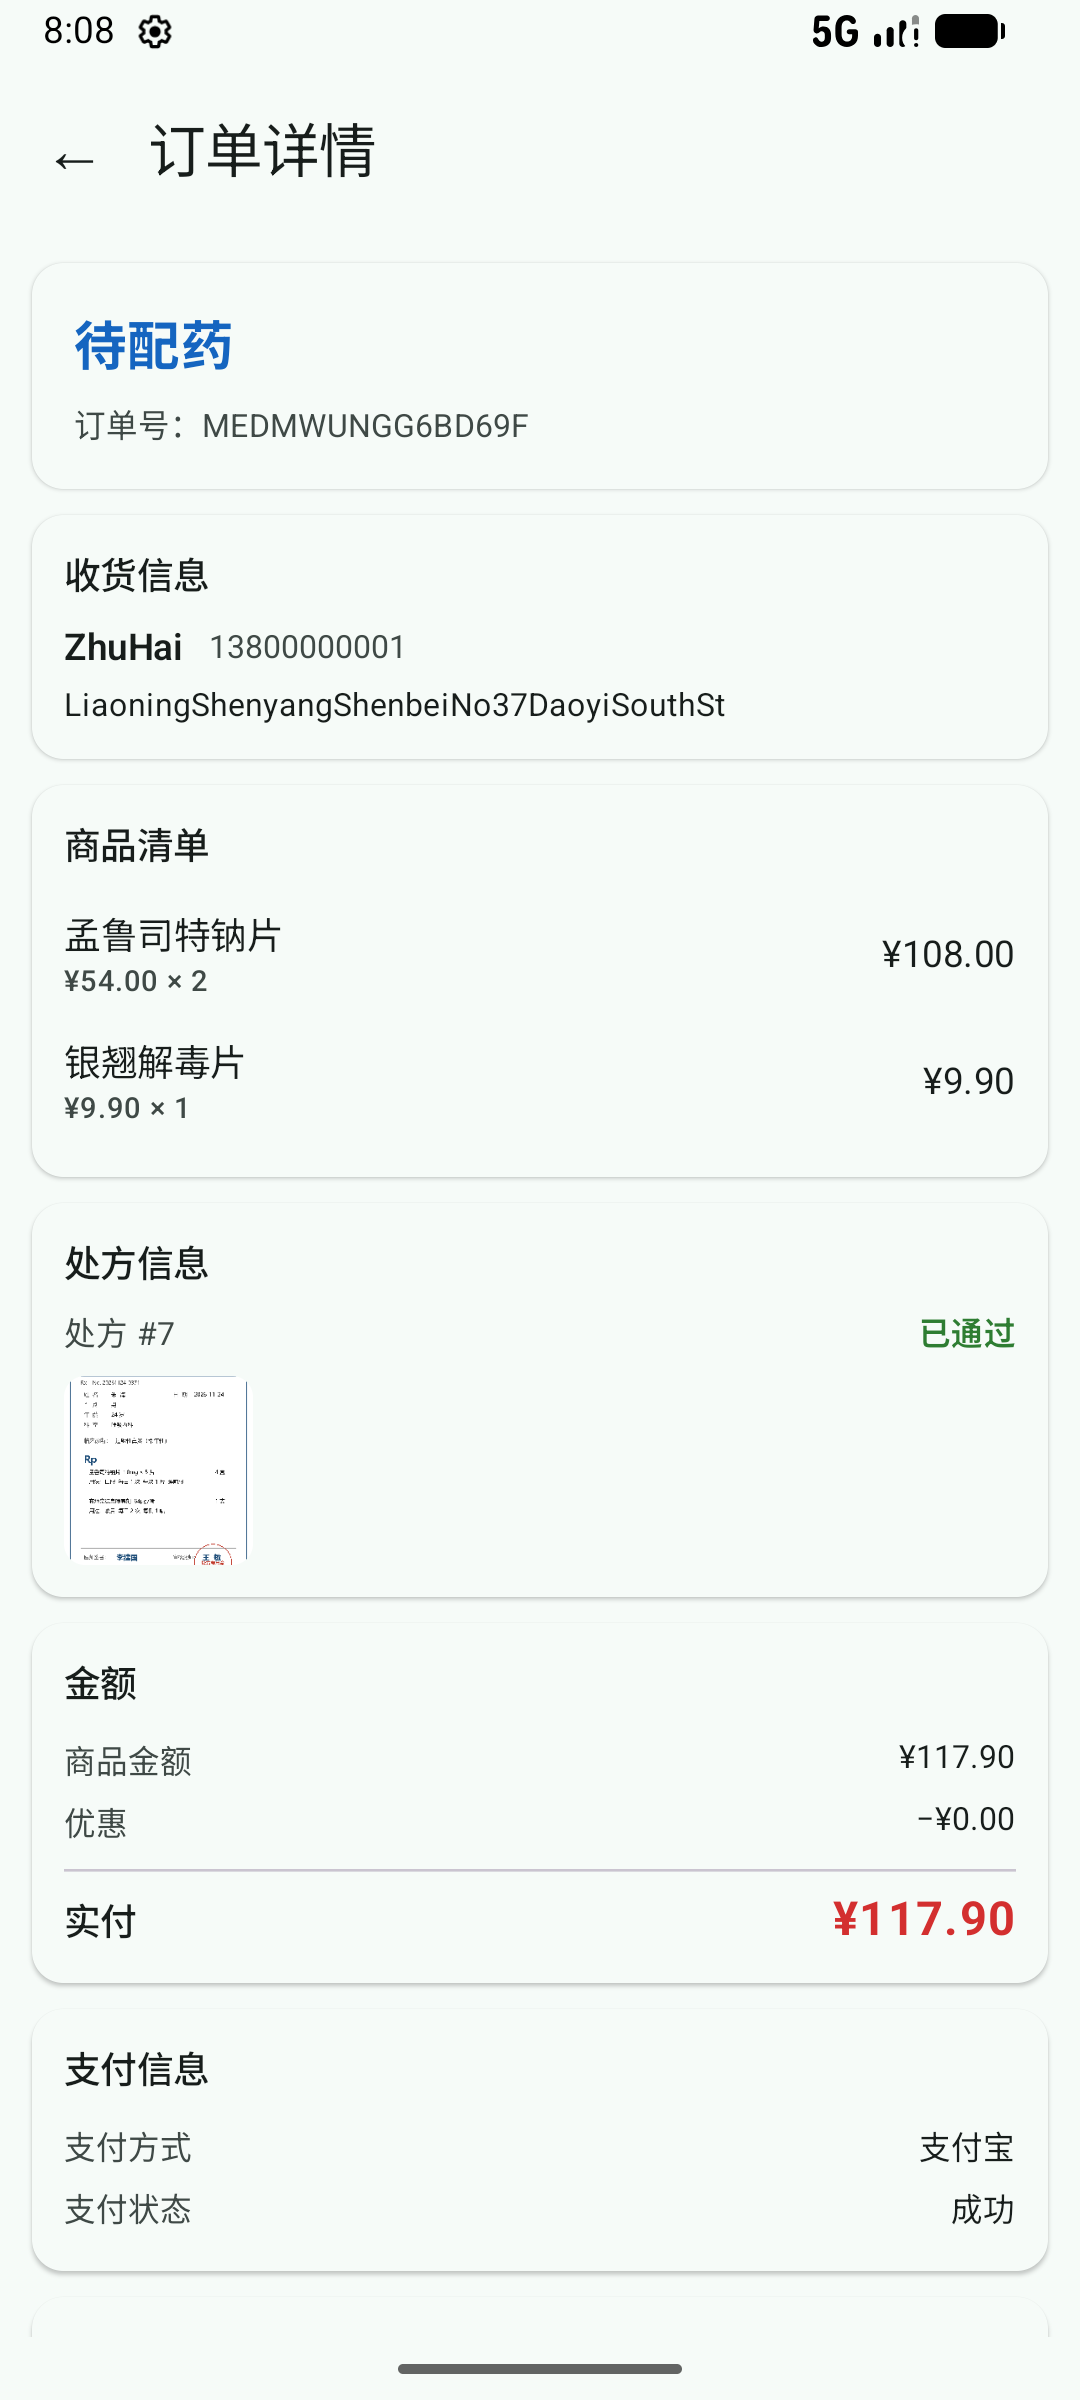 8:08
5G
← 订单详情
待配药
订单号：MEDMWUNGG6BD69F
收货信息
ZhuHai 13800000001
LiaoningShenyangShenbeiNo37DaoyiSouthSt
商品清单
孟鲁司特钠片
¥54.00 × 2
¥108.00
银翘解毒片
¥9.90 × 1
¥9.90
处方信息
处方 #7
已通过
Rp
金额
商品金额 ¥117.90
优惠 -¥0.00
实付 ¥117.90
支付信息
支付方式 支付宝
支付状态 成功